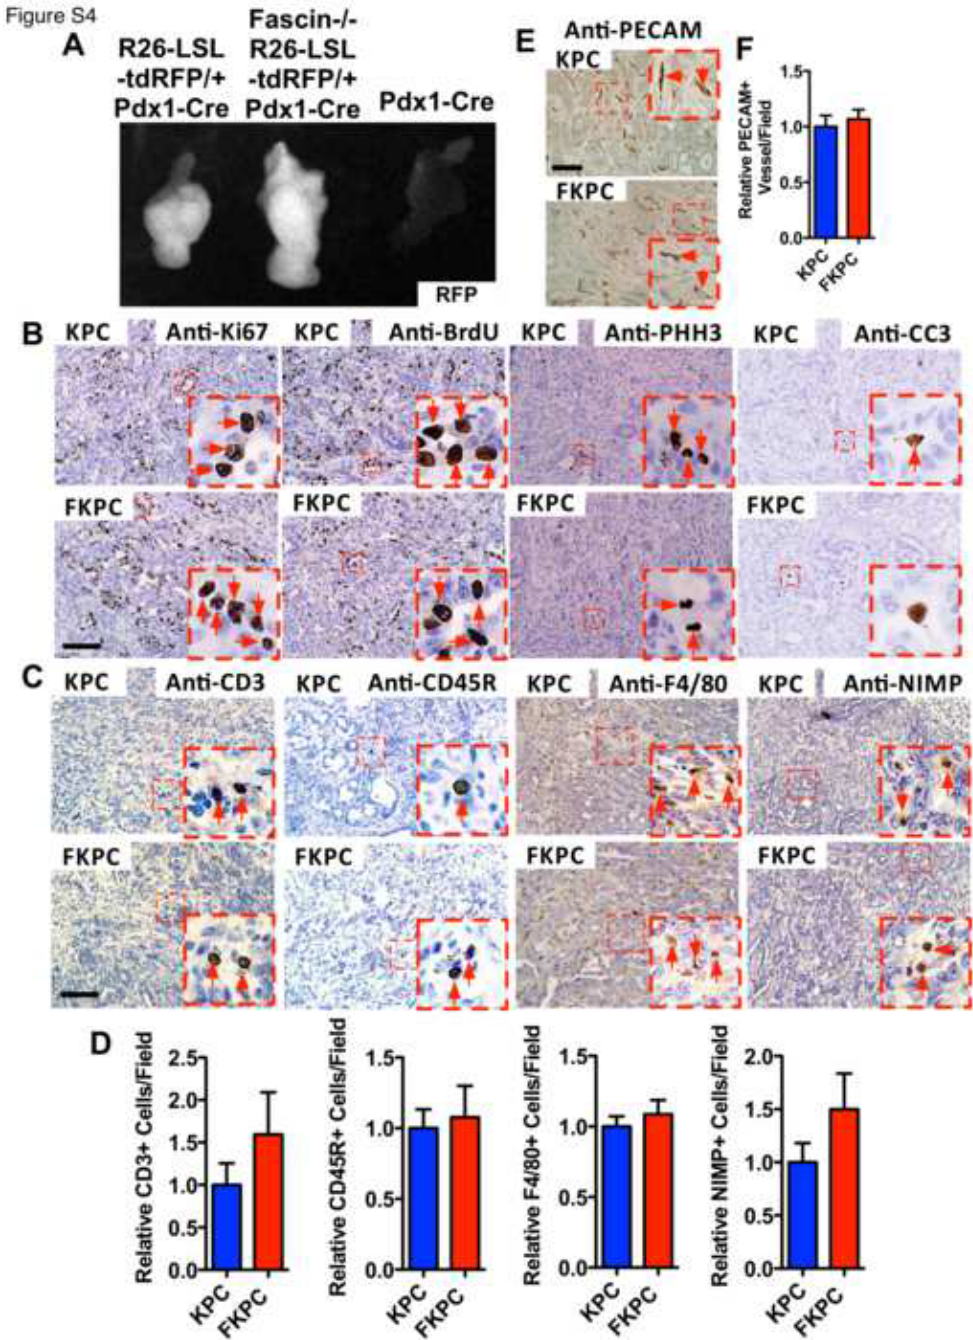 Figure S4
A
R26-LSL
-tdRFP/+
Pdx1-Cre
Fascin-/-
R26-LSL
-tdRFP/+
Pdx1-Cre
Pdx1-Cre
RFP
E
Anti-PECAM
KPC
FKPC
F
Relative PECAM+
Vessel/Field
1.5
1.0
0.5
0.0
KPC
FKPC
B
KPC Anti-Ki67
KPC Anti-BrdU
KPC Anti-PHH3
KPC Anti-CC3
FKPC
FKPC
FKPC
FKPC
C
KPC Anti-CD3
KPC Anti-CD45R
KPC Anti-F4/80
KPC Anti-NIMP
FKPC
FKPC
FKPC
FKPC
D
Relative CD3+ Cells/Field
2.5
2.0
1.5
1.0
0.5
0.0
KPC
FKPC
Relative CD45R+ Cells/Field
1.5
1.0
0.5
0.0
KPC
FKPC
Relative F4/80+ Cells/Field
1.5
1.0
0.5
0.0
KPC
FKPC
Relative NIMP+ Cells/Field
2.0
1.5
1.0
0.5
0.0
KPC
FKPC